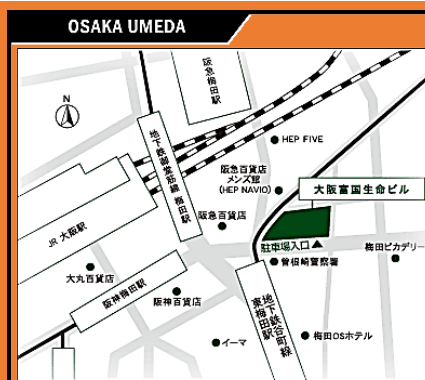 OSAKA UMEDA
阪急梅田駅
N
地下鉄御堂筋線 梅田駅
HEP FIVE
阪急百貨店
メンズ館
(HEP NAVIO)
大阪富国生命ビル
阪急百貨店
JR 大阪駅
駐車場入口▲
梅田ピカデリー
曽根崎警察署
大丸百貨店
阪神梅田駅
阪神百貨店
地下鉄谷町線
東梅田駅
イーマ
梅田OSホテル